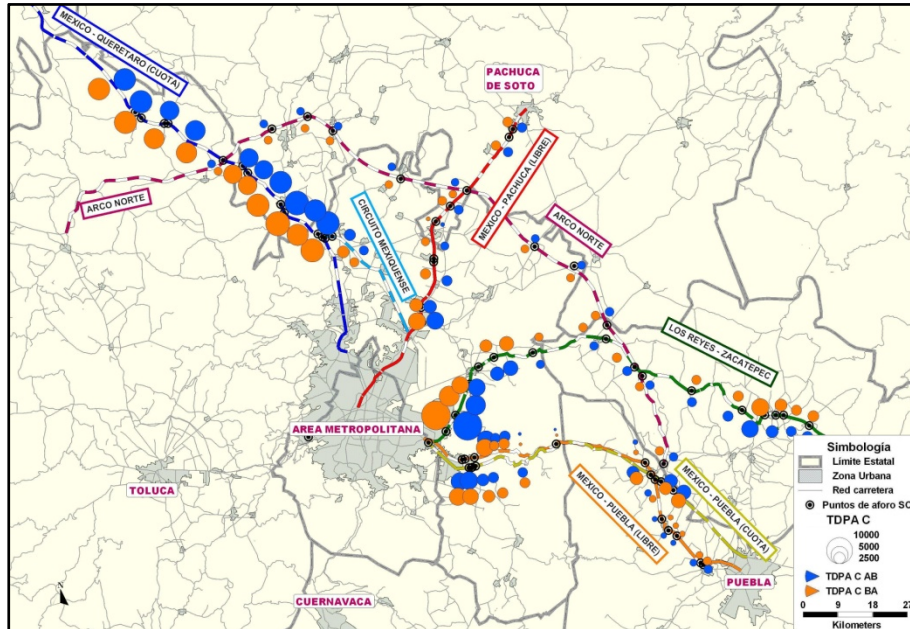 MEXICO - QUERETARO (CUOTA)
PACHUCA
DE SOTO
MEXICO - PACHUCA (LIBRE)
ARCO NORTE
CIRCUITO MEXIQUENSE
ARCO NORTE
LOS REYES - ZACATEPEC
AREA METROPOLITANA
TOLUCA
MEXICO - PUEBLA (LIBRE)
MEXICO - PUEBLA (CUOTA)
PUEBLA
CUERNAVACA
N
Simbología
Limite Estatal
Zona Urbana
Red carretera
Puntos de aforo SC
TDPA C
10000
5000
2500
TDPA C AB
TDPA C BA
0 9 18 27
Kilometers